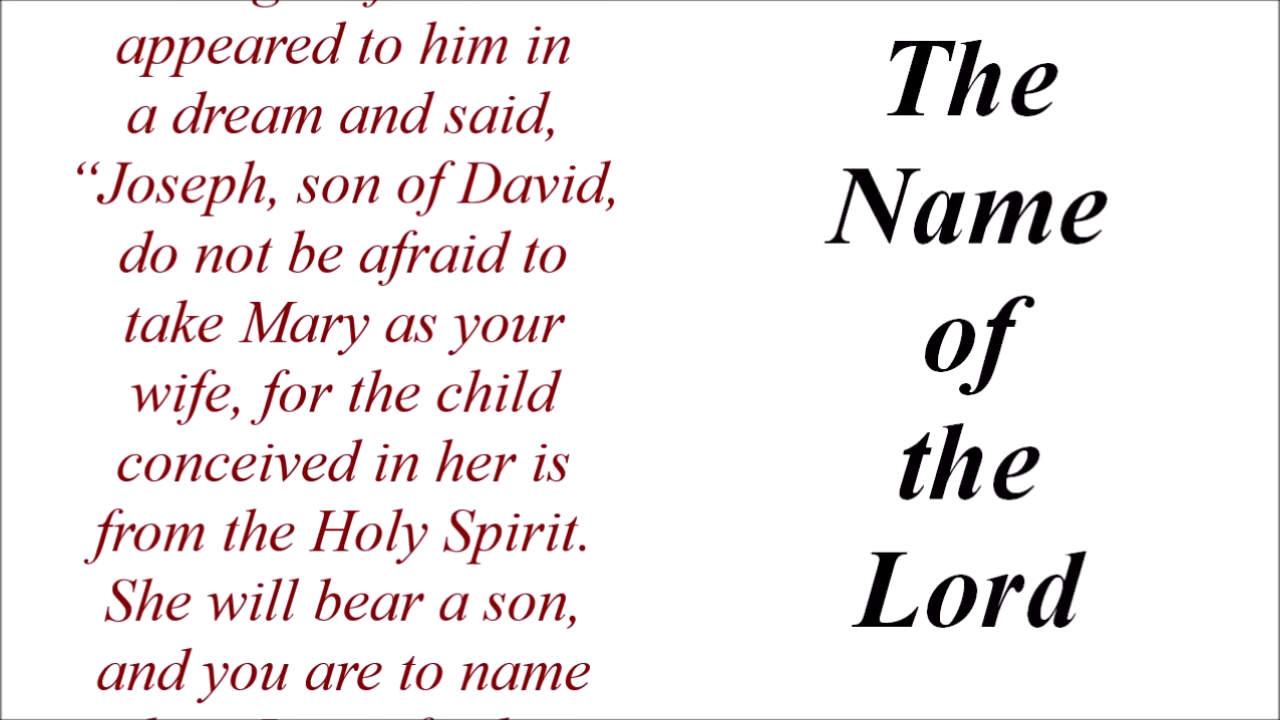 appeared to him in
a dream and said,
“Joseph, son of David,
do not be afraid to
take Mary as your
wife, for the child
conceived in her is
from the Holy Spirit.
She will bear a son,
and you are to name
The
Name
of
the
Lord